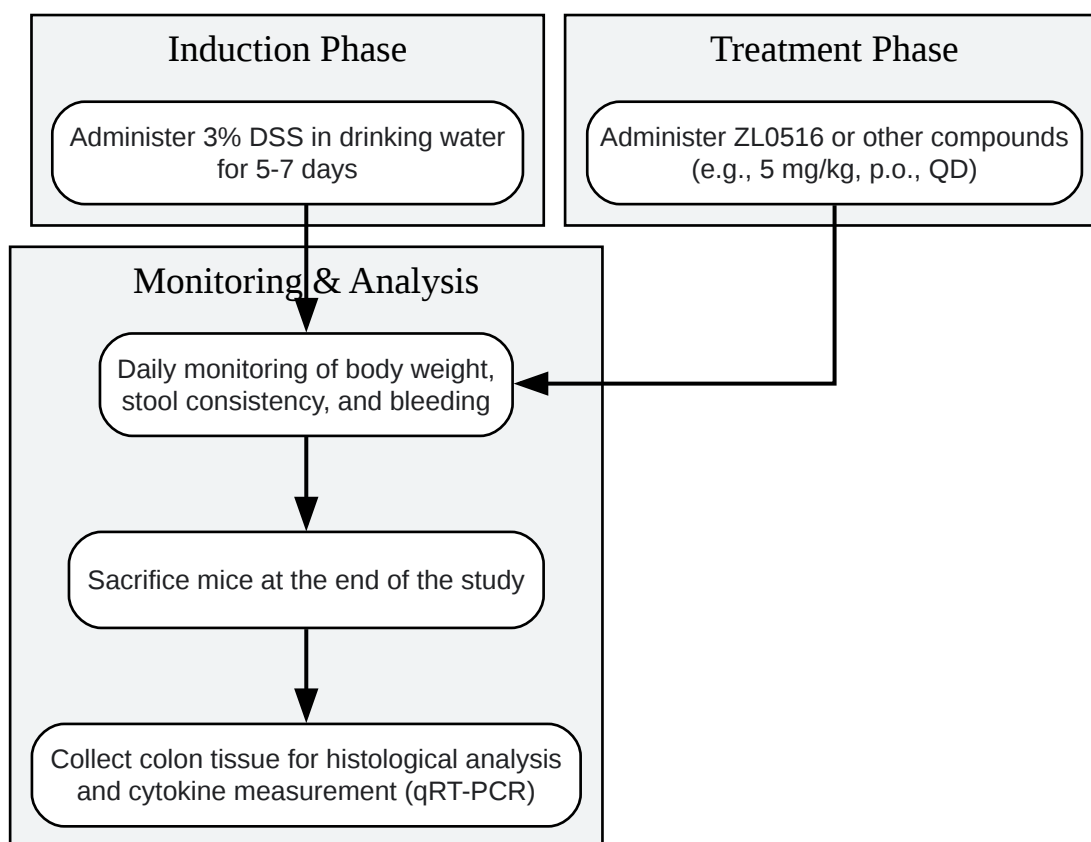 Induction Phase
Administer 3% DSS in drinking water
for 5-7 days
Treatment Phase
Administer ZL0516 or other compounds
(e.g., 5 mg/kg, p.o., QD)
Monitoring & Analysis
Daily monitoring of body weight,
stool consistency, and bleeding
Sacrifice mice at the end of the study
Collect colon tissue for histological analysis
and cytokine measurement (qRT-PCR)